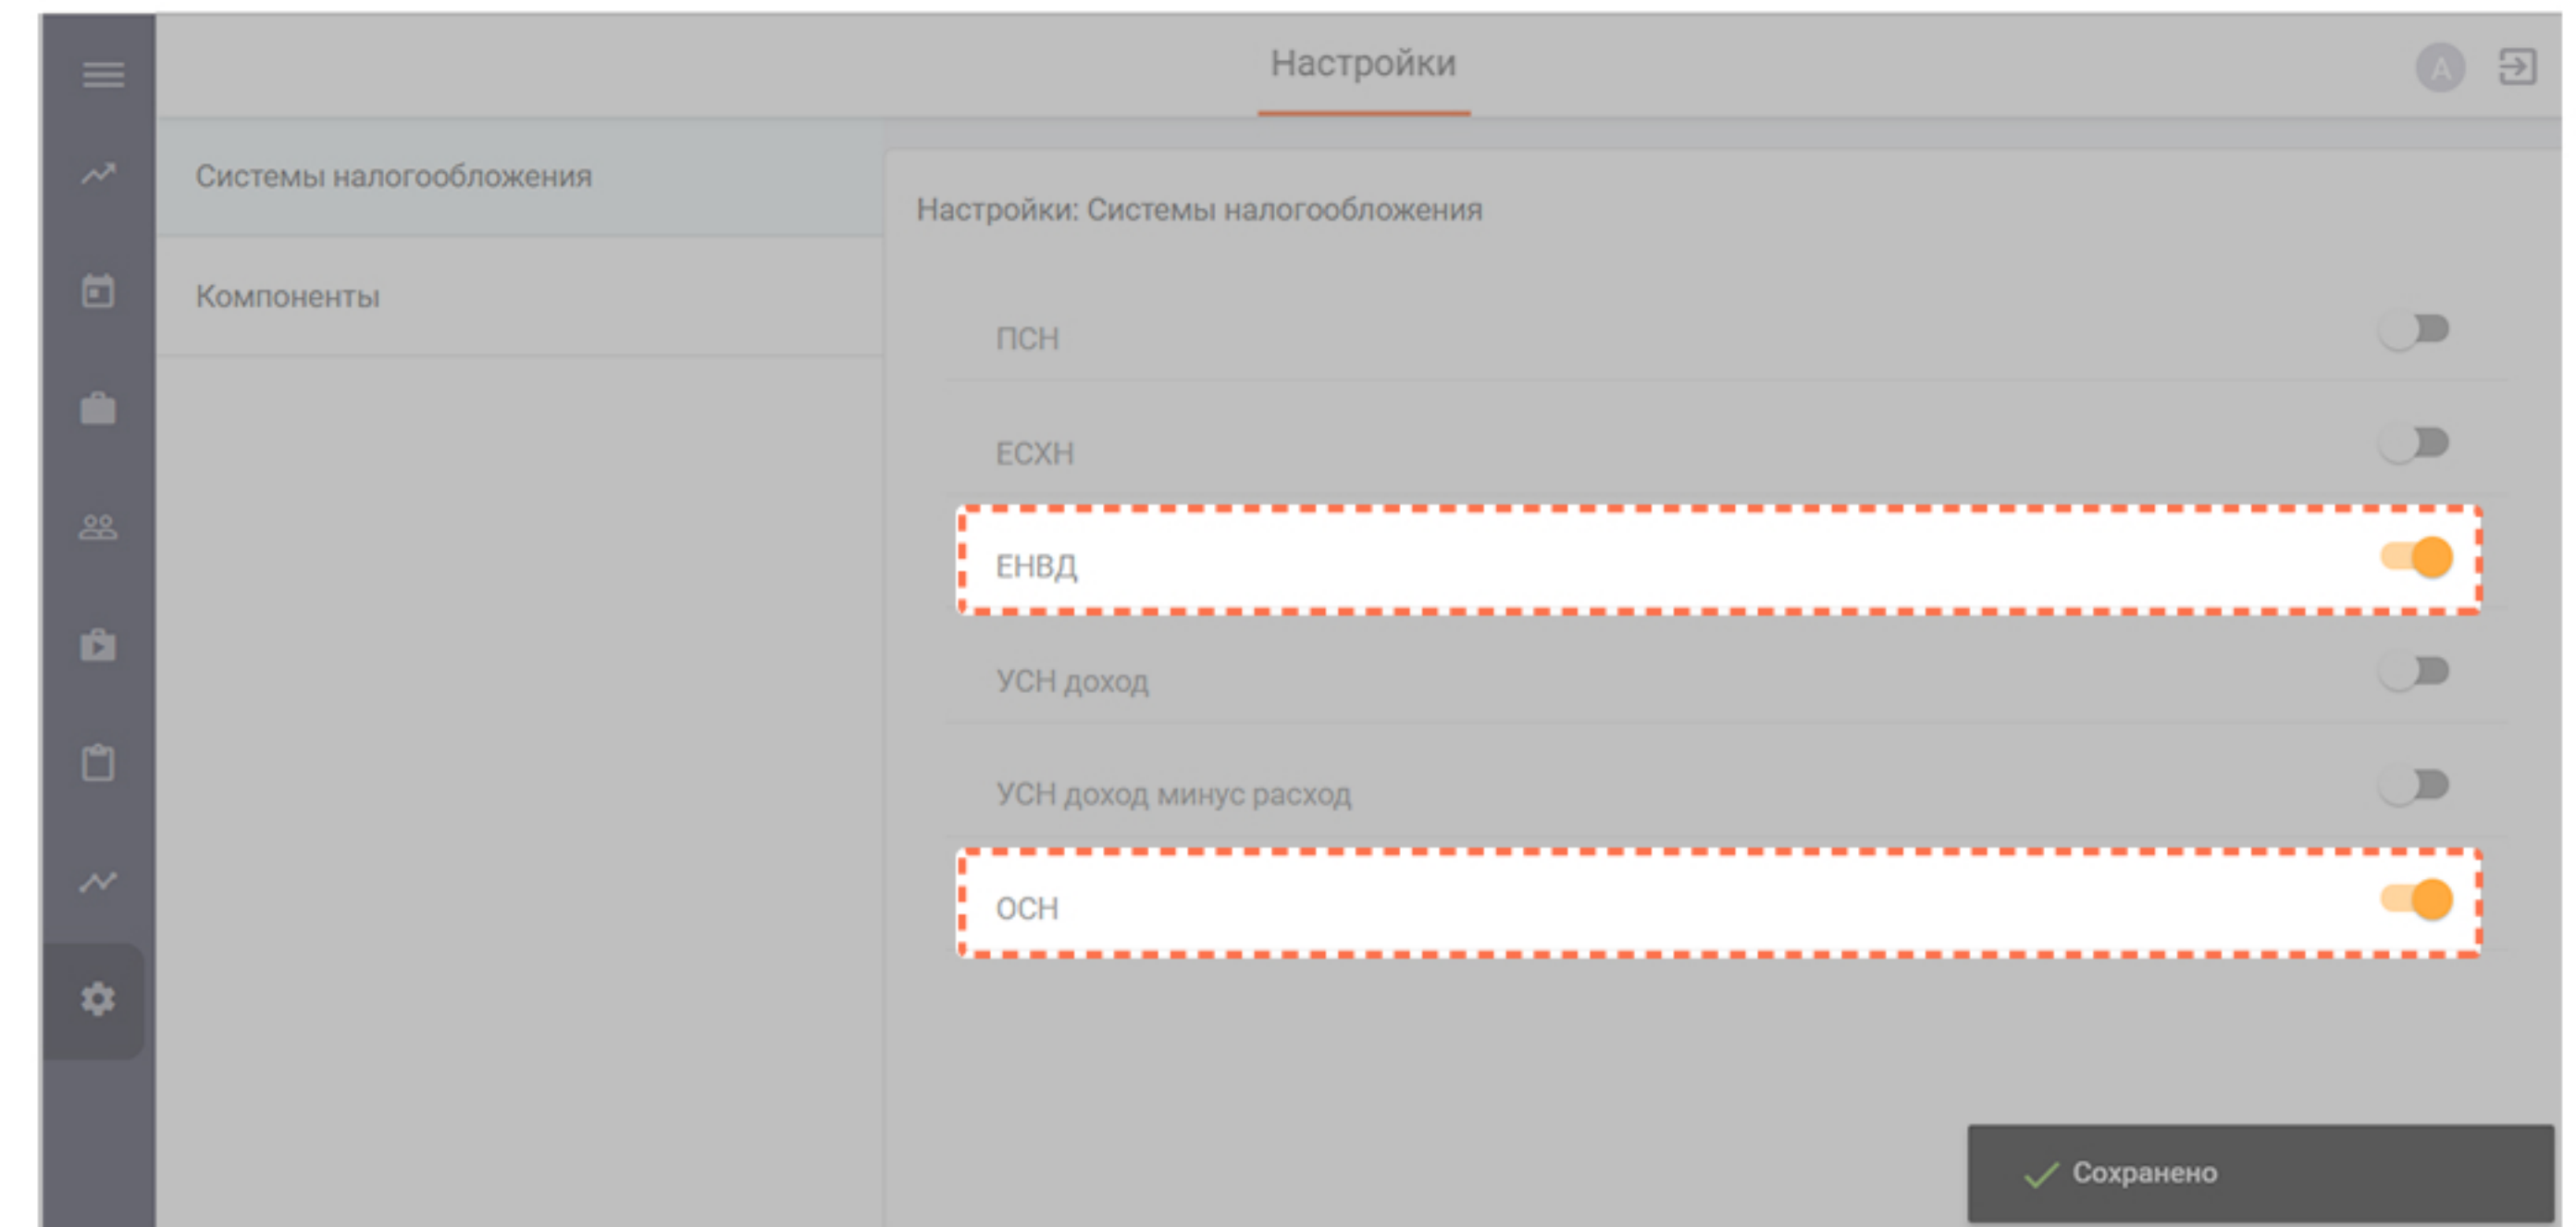 Настройки
А
Системы налогообложения
Компоненты
Настройки: Системы налогообложения
ПСН
ЕСХН
ЕНВД
УСН доход
УСН доход минус расход
ОСН
Сохранено